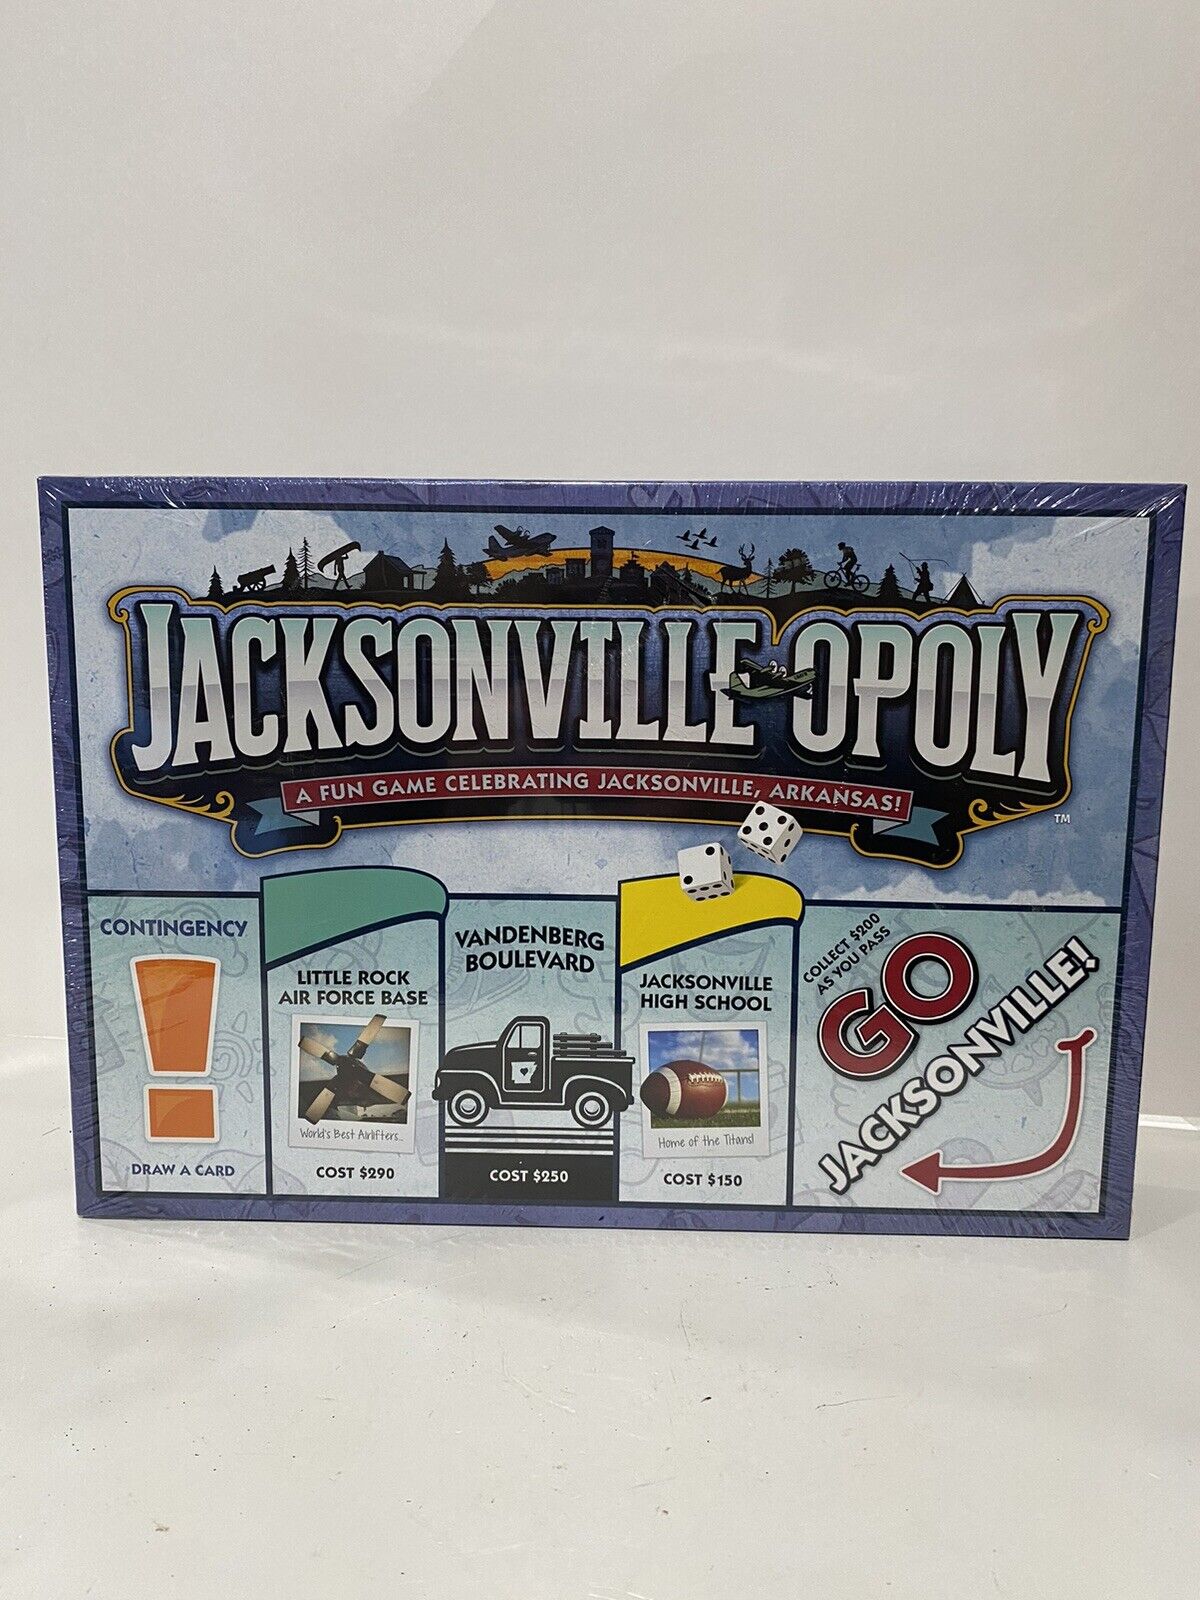 JACKSONVILLE-OPOLY
A FUN GAME CELEBRATING JACKSONVILLE, ARKANSAS!
TM
CONTINGENCY
DRAW A CARD
LITTLE ROCK
AIR FORCE BASE
World's Best Airlifters...
COST $290
VANDENBERG
BOULEVARD
COST $250
JACKSONVILLE
HIGH SCHOOL
Home of the Titans!
COST $150
COLLECT $200
AS YOU PASS
GO
JACKSONVILLE!